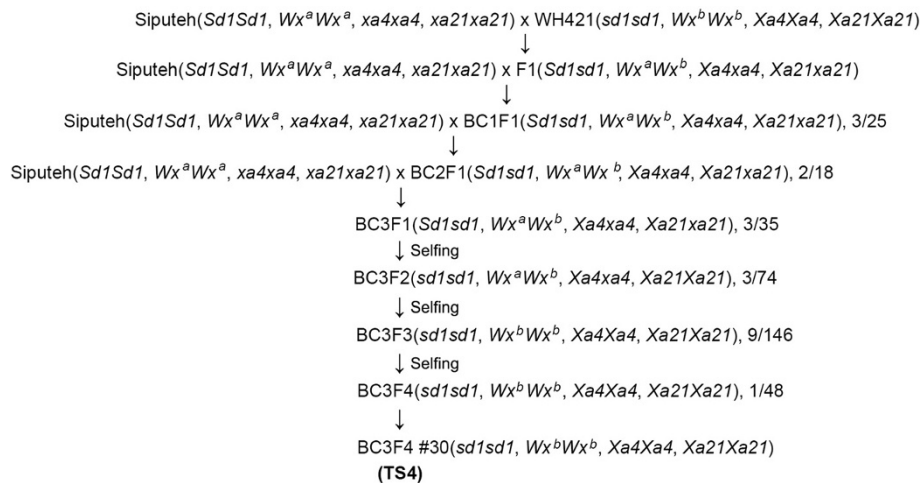 Siputeh(Sd1Sd1, WxᵃWxᵃ, xa4xa4, xa21xa21) x WH421(sd1sd1, WxᵇWxᵇ, Xa4Xa4, Xa21Xa21)
↓
Siputeh(Sd1Sd1, WxᵃWxᵃ, xa4xa4, xa21xa21) x F1(Sd1sd1, WxᵃWxᵇ, Xa4xa4, Xa21xa21)
↓
Siputeh(Sd1Sd1, WxᵃWxᵃ, xa4xa4, xa21xa21) x BC1F1(Sd1sd1, WxᵃWxᵇ, Xa4xa4, Xa21xa21), 3/25
↓
Siputeh(Sd1Sd1, WxᵃWxᵃ, xa4xa4, xa21xa21) x BC2F1(Sd1sd1, WxᵃWx ᵇ, Xa4xa4, Xa21xa21), 2/18
↓
BC3F1(Sd1sd1, WxᵃWxᵇ, Xa4xa4, Xa21xa21), 3/35
↓ Selfing
BC3F2(sd1sd1, WxᵃWxᵇ, Xa4xa4, Xa21Xa21), 3/74
↓ Selfing
BC3F3(sd1sd1, WxᵇWxᵇ, Xa4Xa4, Xa21Xa21), 9/146
↓ Selfing
BC3F4(sd1sd1, WxᵇWxᵇ, Xa4Xa4, Xa21Xa21), 1/48
↓
BC3F4 #30(sd1sd1, WxᵇWxᵇ, Xa4Xa4, Xa21Xa21)
(TS4)